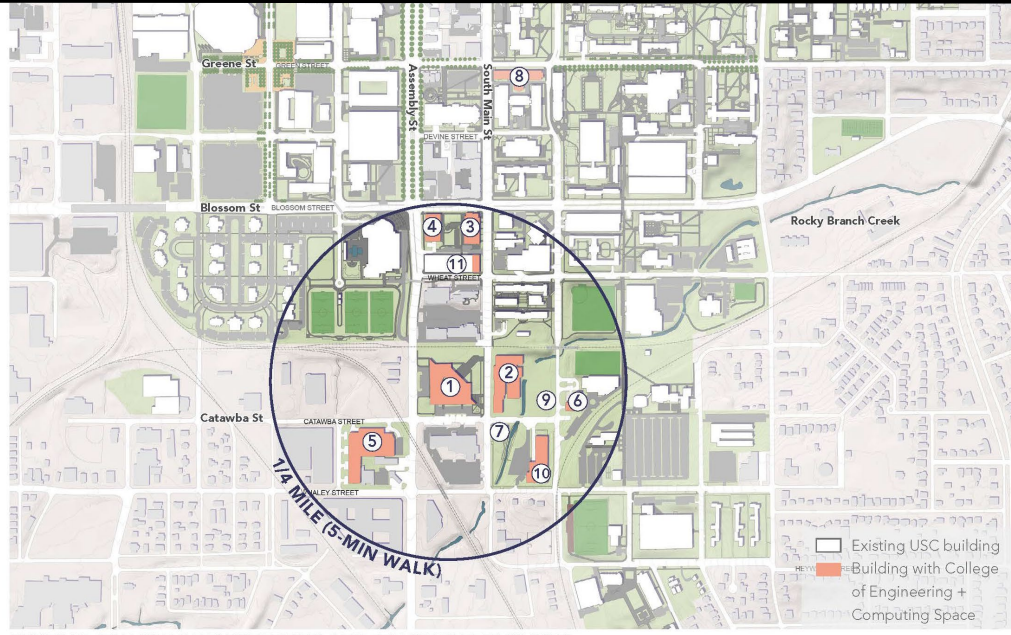 Greene St
GREEN STREET
Assembly St
South Main St
8
DEVINE STREET
Blossom St
BLOSSOM STREET
Rocky Branch Creek
4
3
11
WHEAT STREET
1
2
9
6
Catawba St
CATAWBA STREET
7
5
10
WHALEY STREET
1/4 MILE (5-MIN WALK)
Existing USC building
Building with College
of Engineering +
Computing Space